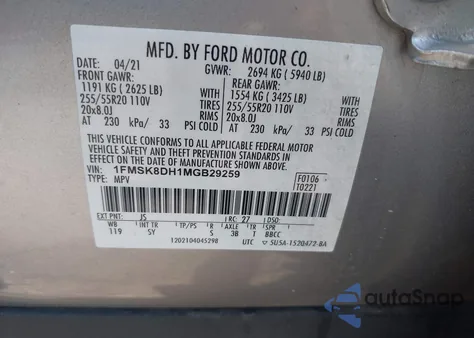 MFD. BY FORD MOTOR CO.
DATE: 04/21 GVWR: 2694 KG ( 5940 LB)
FRONT GAWR: REAR GAWR:
1191 KG ( 2625 LB) WITH 1554 KG ( 3425 LB) WITH
255/55R20 110V TIRES 255/55R20 110V TIRES
20x8.0J RIMS 20x8.0J RIMS
AT 230 kPa/ 33 PSI COLD AT 230 kPa/ 33 PSI COLD
THIS VEHICLE CONFORMS TO ALL APPLICABLE FEDERAL MOTOR
VEHICLE SAFETY AND THEFT PREVENTION STANDARDS IN EFFECT
ON THE DATE OF MANUFACTURE SHOWN ABOVE.
VIN: 1FMSK8DH1MGB29259 F0106
TYPE: MPV T0221
EXT PNT: JS RC: 27 DSO:
WB INT TR TP/PS R AXLE TR SPR
119 SY S 3B T BBCC
1202104045298 UTC 5U5A-1520472-BA
autoSnap